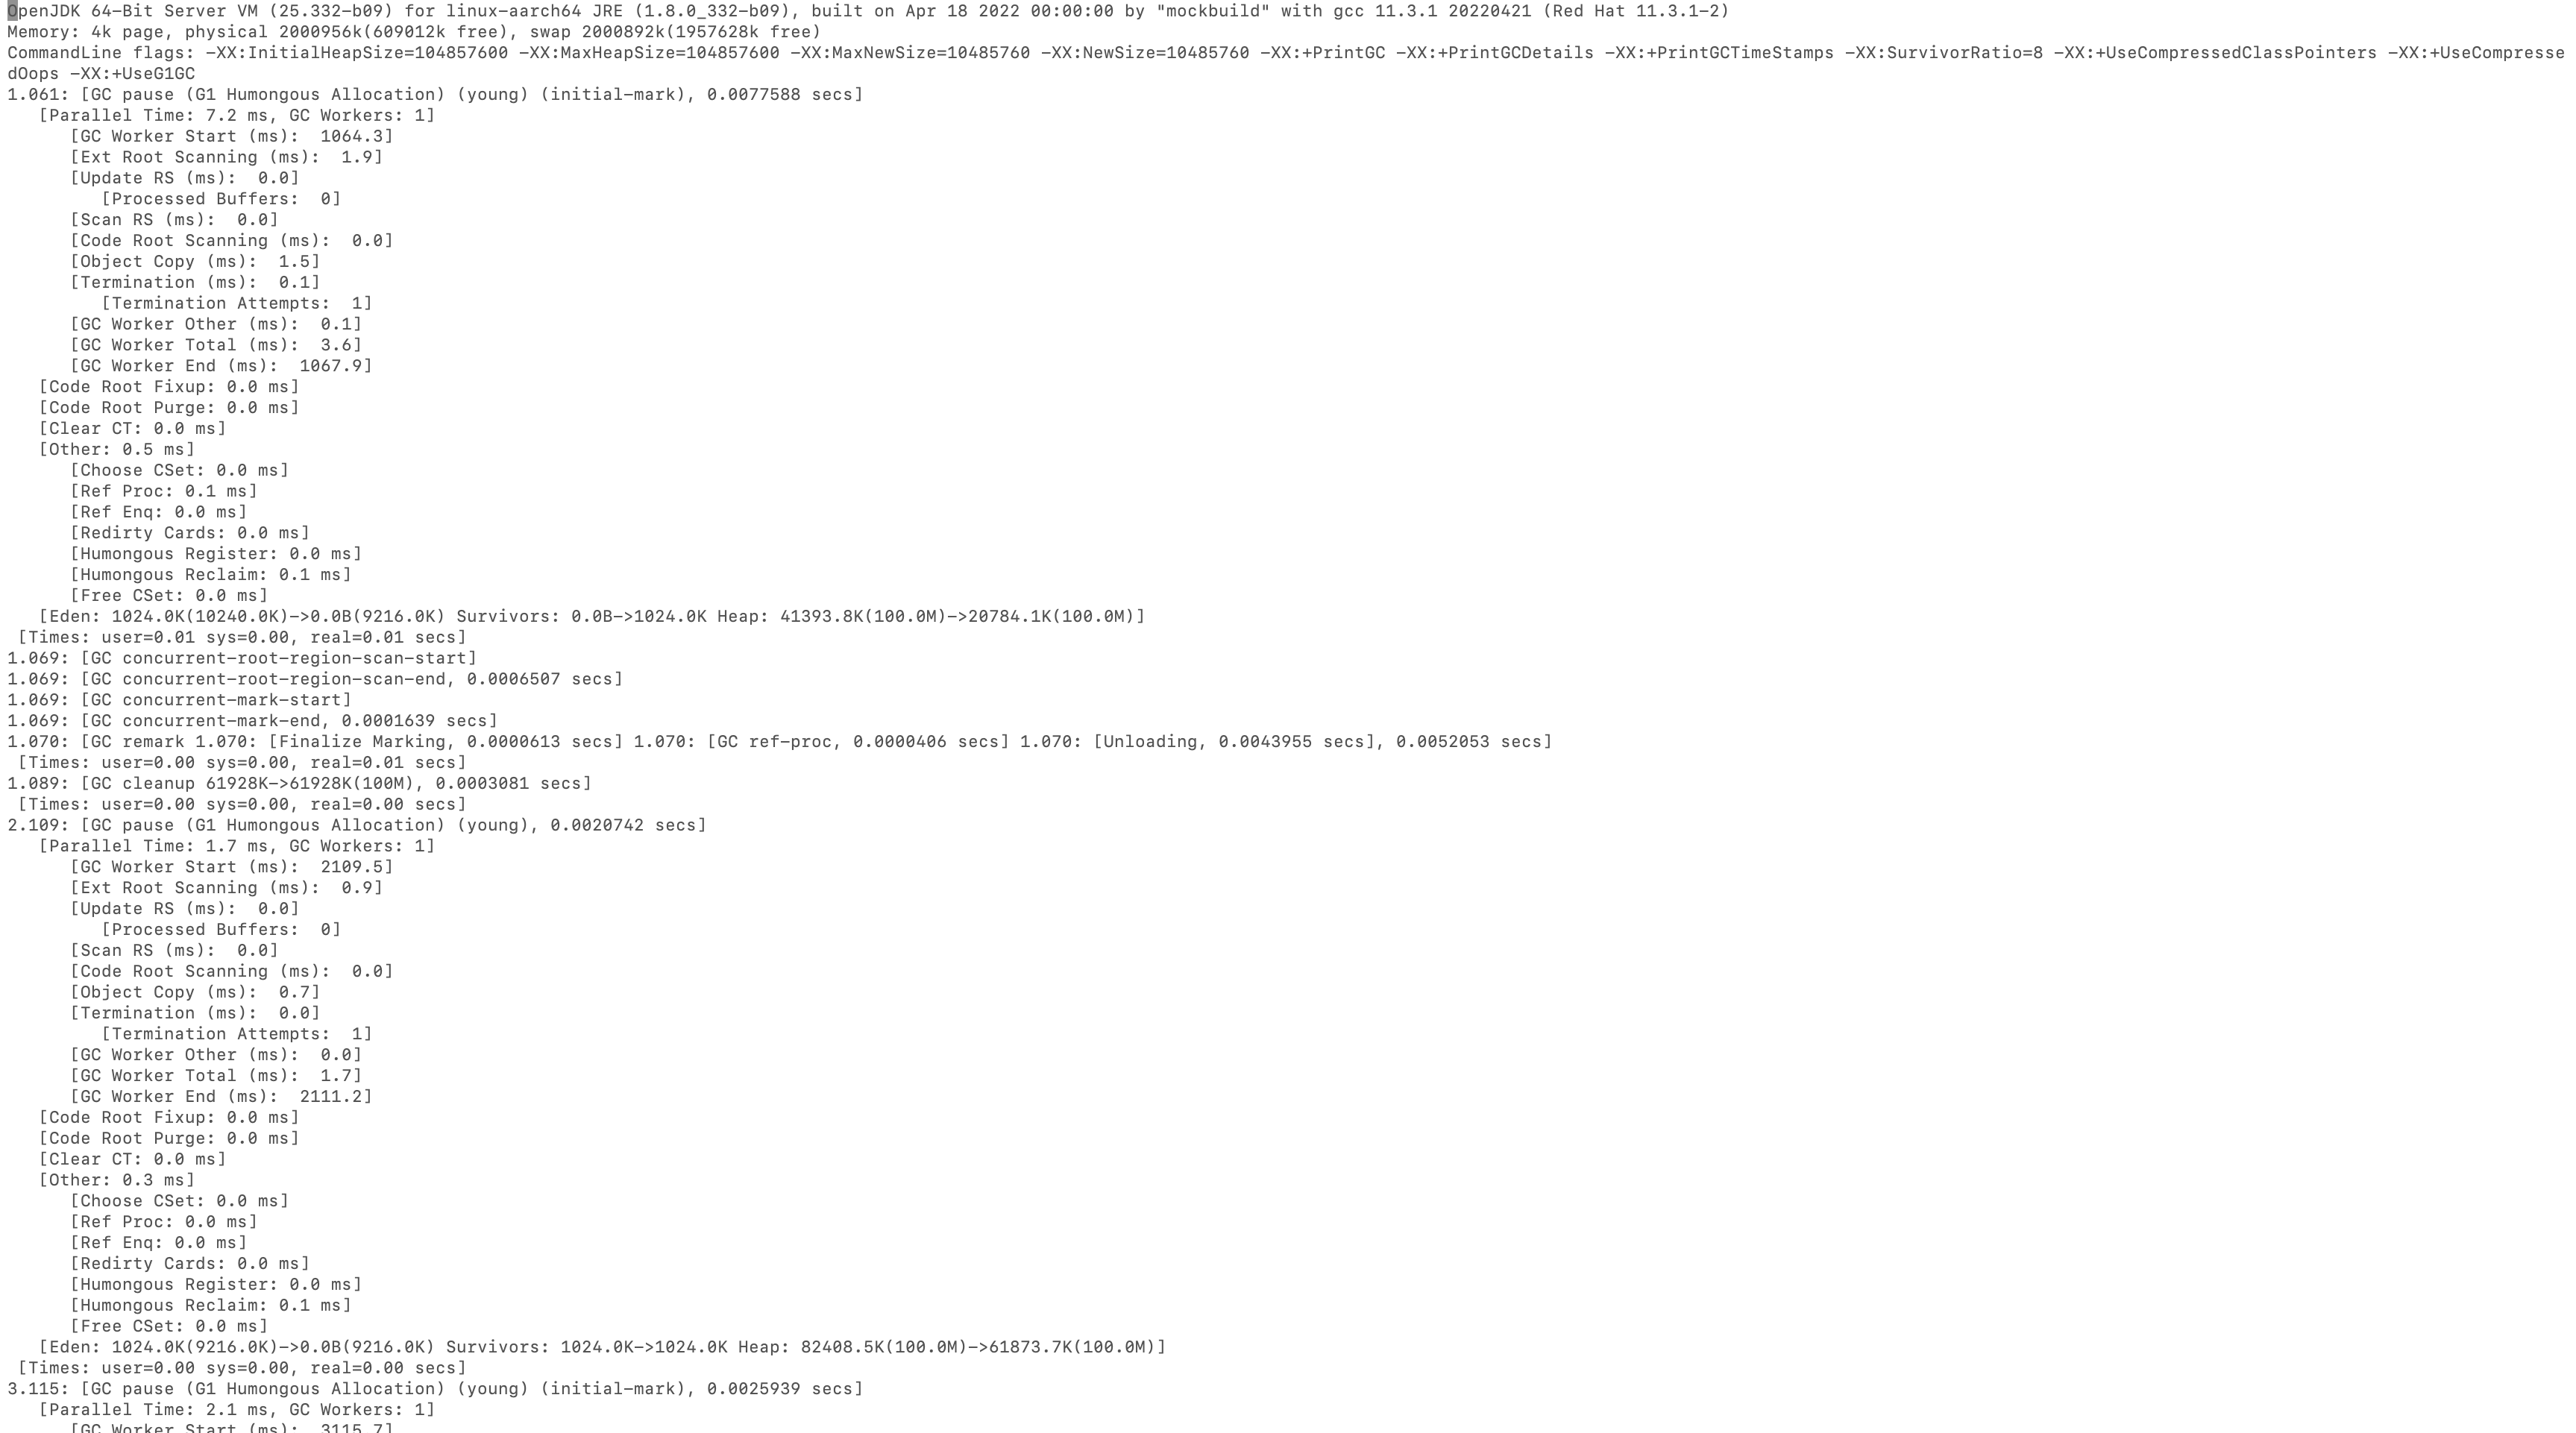 OpenJDK 64-Bit Server VM (25.332-b09) for linux-aarch64 JRE (1.8.0_332-b09), built on Apr 18 2022 00:00:00 by "mockbuild" with gcc 11.3.1 20220421 (Red Hat 11.3.1-2)
Memory: 4k page, physical 2000956k(609012k free), swap 2000892k(1957628k free)
CommandLine flags: -XX:InitialHeapSize=104857600 -XX:MaxHeapSize=104857600 -XX:MaxNewSize=10485760 -XX:NewSize=10485760 -XX:+PrintGC -XX:+PrintGCDetails -XX:+PrintGCTimeStamps -XX:SurvivorRatio=8 -XX:+UseCompressedClassPointers -XX:+UseCompresse
dOops -XX:+UseG1GC
1.061: [GC pause (G1 Humongous Allocation) (young) (initial-mark), 0.0077588 secs]
   [Parallel Time: 7.2 ms, GC Workers: 1]
      [GC Worker Start (ms):  1064.3]
      [Ext Root Scanning (ms):  1.9]
      [Update RS (ms):  0.0]
         [Processed Buffers:  0]
      [Scan RS (ms):  0.0]
      [Code Root Scanning (ms):  0.0]
      [Object Copy (ms):  1.5]
      [Termination (ms):  0.1]
         [Termination Attempts:  1]
      [GC Worker Other (ms):  0.1]
      [GC Worker Total (ms):  3.6]
      [GC Worker End (ms):  1067.9]
   [Code Root Fixup: 0.0 ms]
   [Code Root Purge: 0.0 ms]
   [Clear CT: 0.0 ms]
   [Other: 0.5 ms]
      [Choose CSet: 0.0 ms]
      [Ref Proc: 0.1 ms]
      [Ref Enq: 0.0 ms]
      [Redirty Cards: 0.0 ms]
      [Humongous Register: 0.0 ms]
      [Humongous Reclaim: 0.1 ms]
      [Free CSet: 0.0 ms]
   [Eden: 1024.0K(10240.0K)->0.0B(9216.0K) Survivors: 0.0B->1024.0K Heap: 41393.8K(100.0M)->20784.1K(100.0M)]
 [Times: user=0.01 sys=0.00, real=0.01 secs]
1.069: [GC concurrent-root-region-scan-start]
1.069: [GC concurrent-root-region-scan-end, 0.0006507 secs]
1.069: [GC concurrent-mark-start]
1.069: [GC concurrent-mark-end, 0.0001639 secs]
1.070: [GC remark 1.070: [Finalize Marking, 0.0000613 secs] 1.070: [GC ref-proc, 0.0000406 secs] 1.070: [Unloading, 0.0043955 secs], 0.0052053 secs]
 [Times: user=0.00 sys=0.00, real=0.01 secs]
1.089: [GC cleanup 61928K->61928K(100M), 0.0003081 secs]
 [Times: user=0.00 sys=0.00, real=0.00 secs]
2.109: [GC pause (G1 Humongous Allocation) (young), 0.0020742 secs]
   [Parallel Time: 1.7 ms, GC Workers: 1]
      [GC Worker Start (ms):  2109.5]
      [Ext Root Scanning (ms):  0.9]
      [Update RS (ms):  0.0]
         [Processed Buffers:  0]
      [Scan RS (ms):  0.0]
      [Code Root Scanning (ms):  0.0]
      [Object Copy (ms):  0.7]
      [Termination (ms):  0.0]
         [Termination Attempts:  1]
      [GC Worker Other (ms):  0.0]
      [GC Worker Total (ms):  1.7]
      [GC Worker End (ms):  2111.2]
   [Code Root Fixup: 0.0 ms]
   [Code Root Purge: 0.0 ms]
   [Clear CT: 0.0 ms]
   [Other: 0.3 ms]
      [Choose CSet: 0.0 ms]
      [Ref Proc: 0.0 ms]
      [Ref Enq: 0.0 ms]
      [Redirty Cards: 0.0 ms]
      [Humongous Register: 0.0 ms]
      [Humongous Reclaim: 0.1 ms]
      [Free CSet: 0.0 ms]
   [Eden: 1024.0K(9216.0K)->0.0B(9216.0K) Survivors: 1024.0K->1024.0K Heap: 82408.5K(100.0M)->61873.7K(100.0M)]
 [Times: user=0.00 sys=0.00, real=0.00 secs]
3.115: [GC pause (G1 Humongous Allocation) (young) (initial-mark), 0.0025939 secs]
   [Parallel Time: 2.1 ms, GC Workers: 1]
      [GC Worker Start (ms):  3115.7]